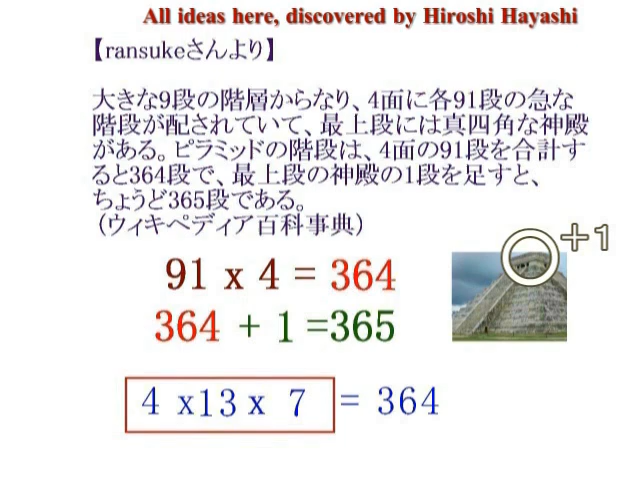 All ideas here, discovered by Hiroshi Hayashi
【ransukeさんより】
大きな9段の階層からなり、4面に各91段の急な
階段が配されていて、最上段には真四角な神殿
がある。ピラミッドの階段は、4面の91段を合計す
ると364段で、最上段の神殿の1段を足すと、
ちょうど365段である。
(ウィキペディア百科事典)
+1
91 x 4 = 364
364 + 1 =365
4 x13 x 7 = 364